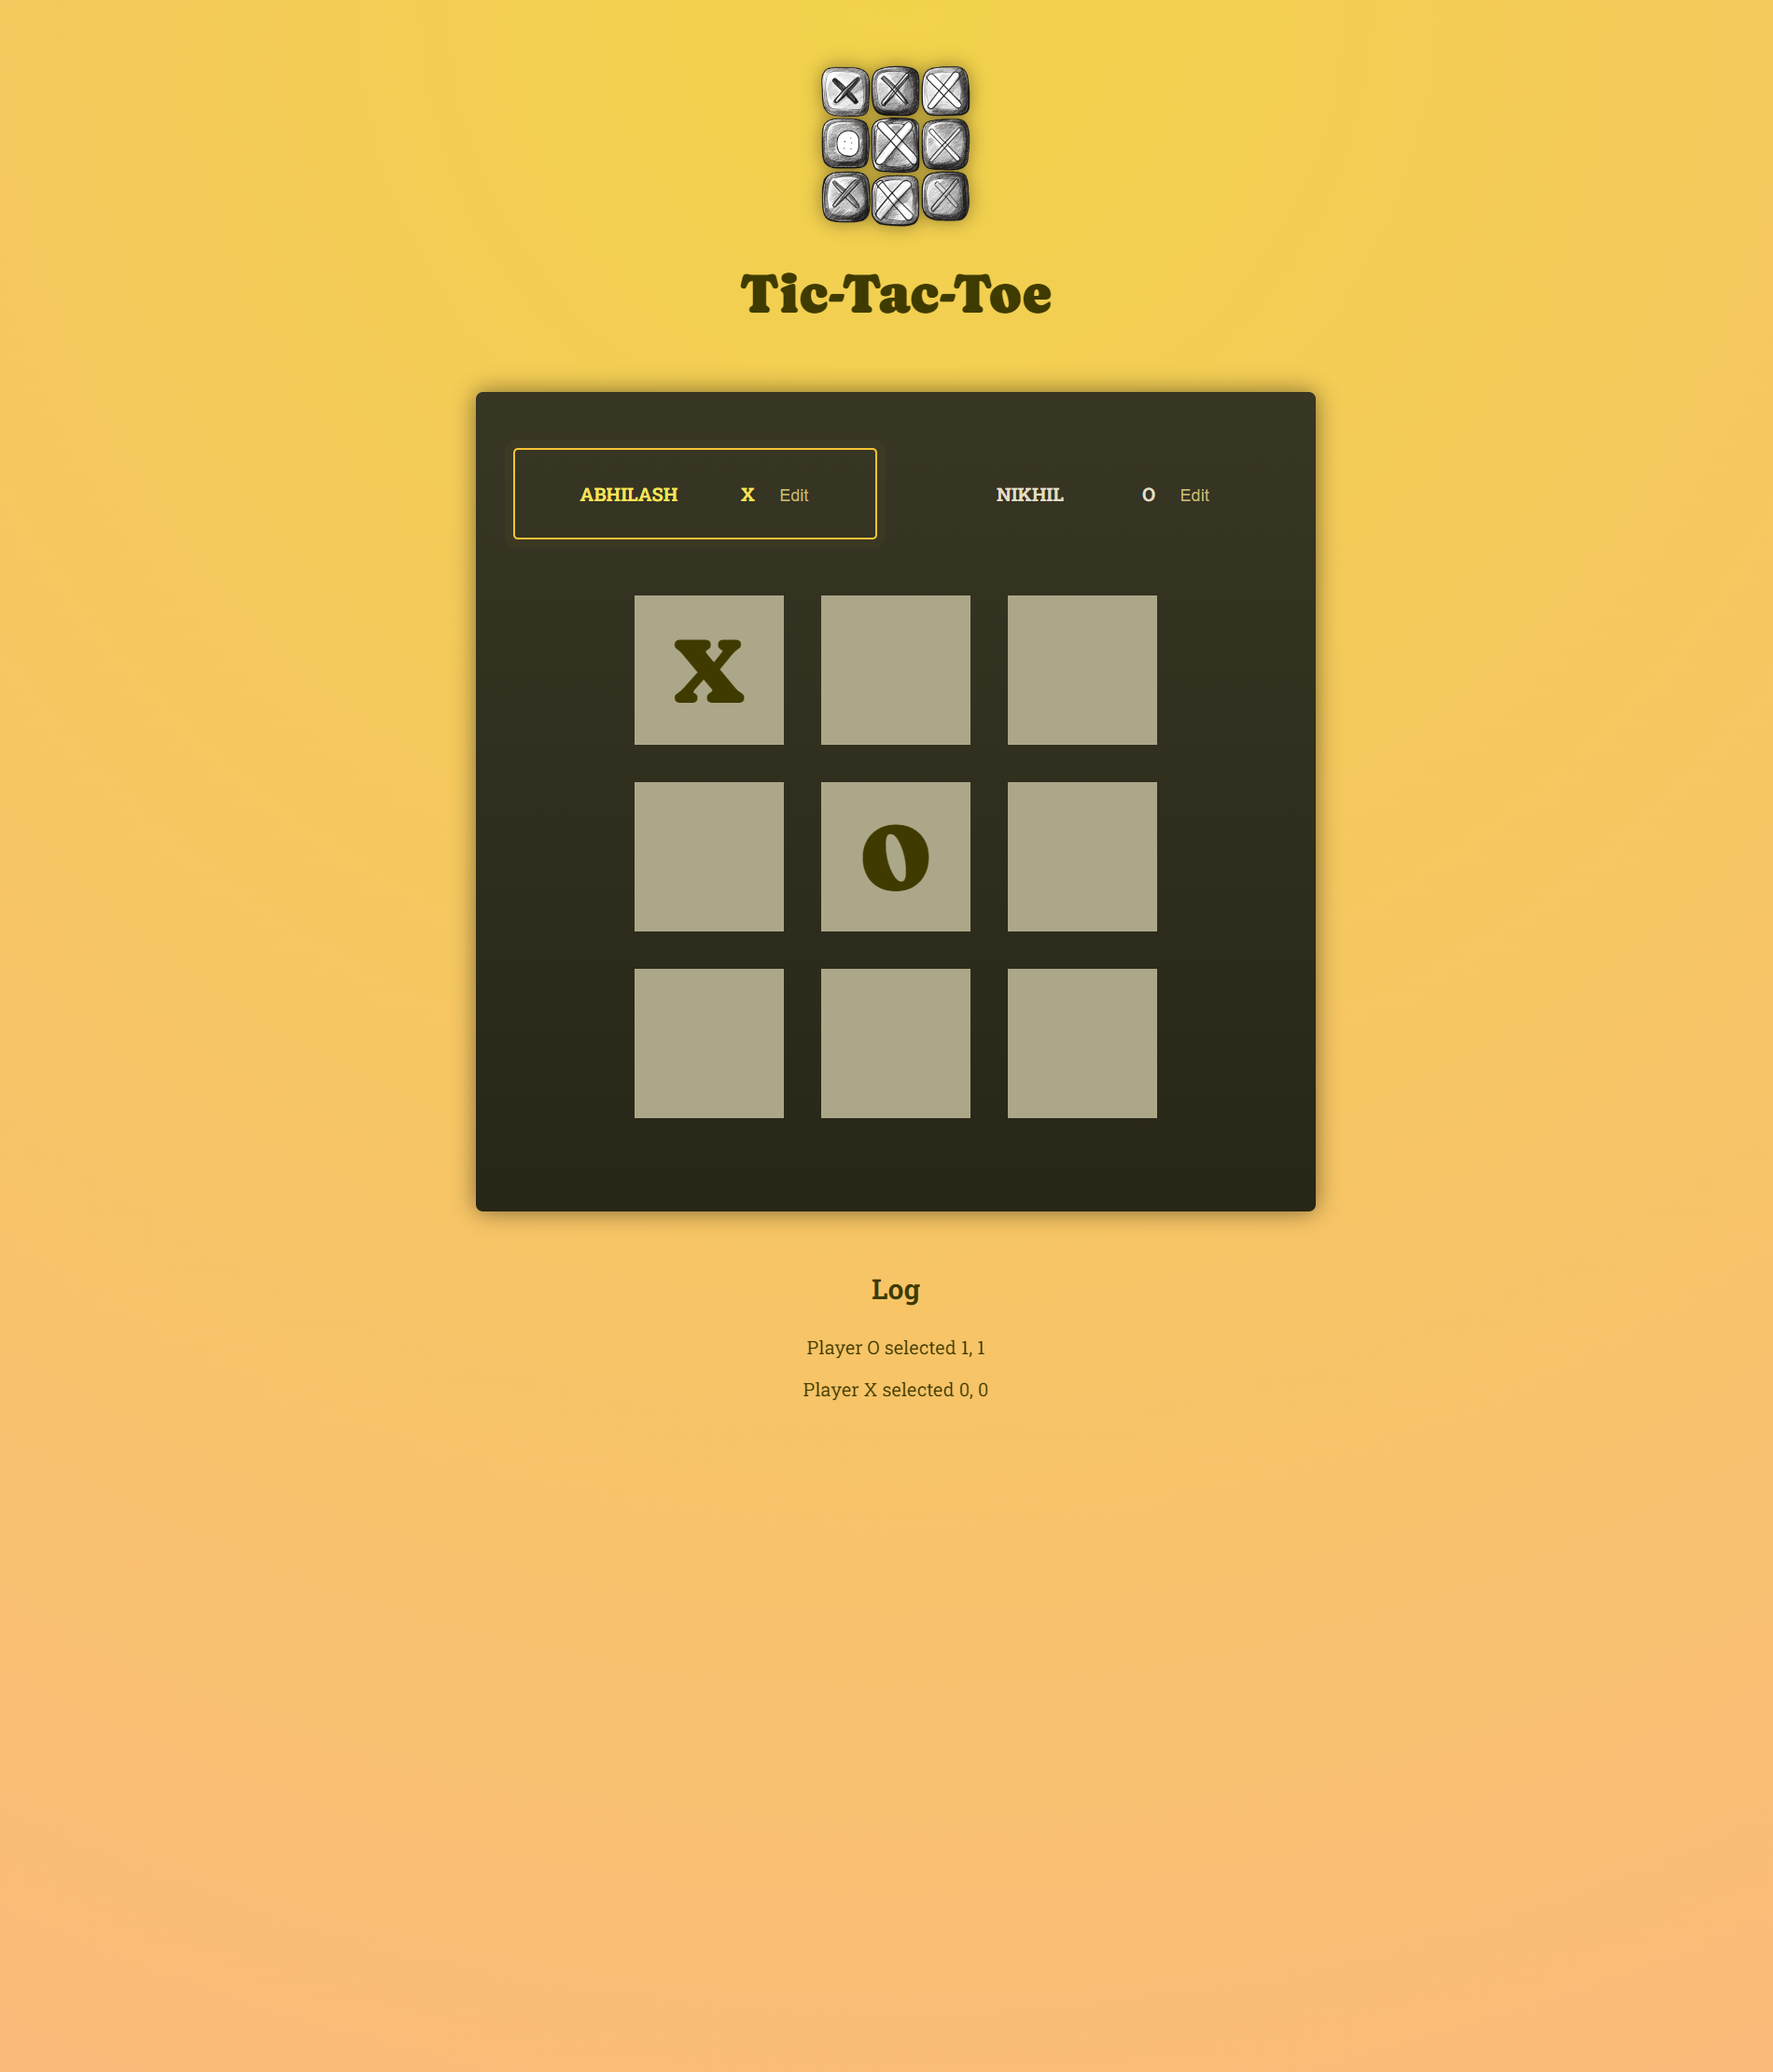 Tic-Tac-Toe
ABHILASH X Edit NIKHIL O Edit
X
O
Log
Player O selected 1, 1
Player X selected 0, 0